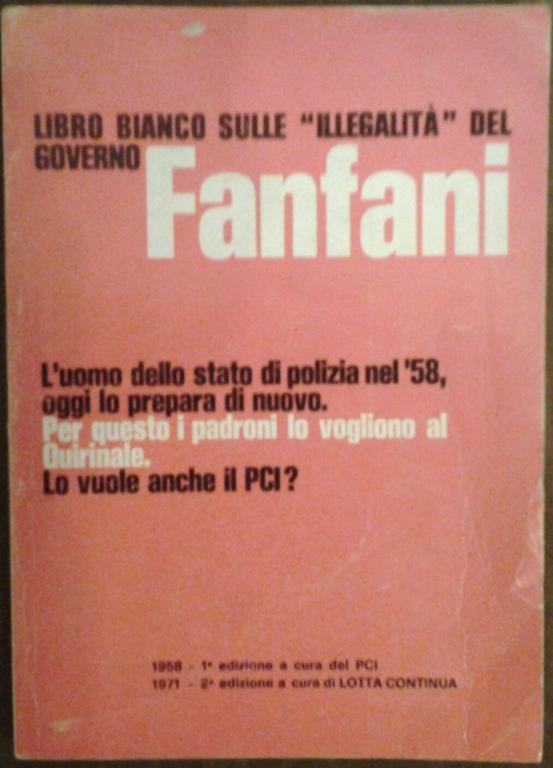 LIBRO BIANCO SULLE "ILLEGALITÀ" DEL
GOVERNO Fanfani
L'uomo dello stato di polizia nel '58,
oggi lo prepara di nuovo.
Per questo i padroni lo vogliono al
Quirinale.
Lo vuole anche il PCI?
1958 - 1ª edizione a cura del PCI
1971 - 2ª edizione a cura di LOTTA CONTINUA